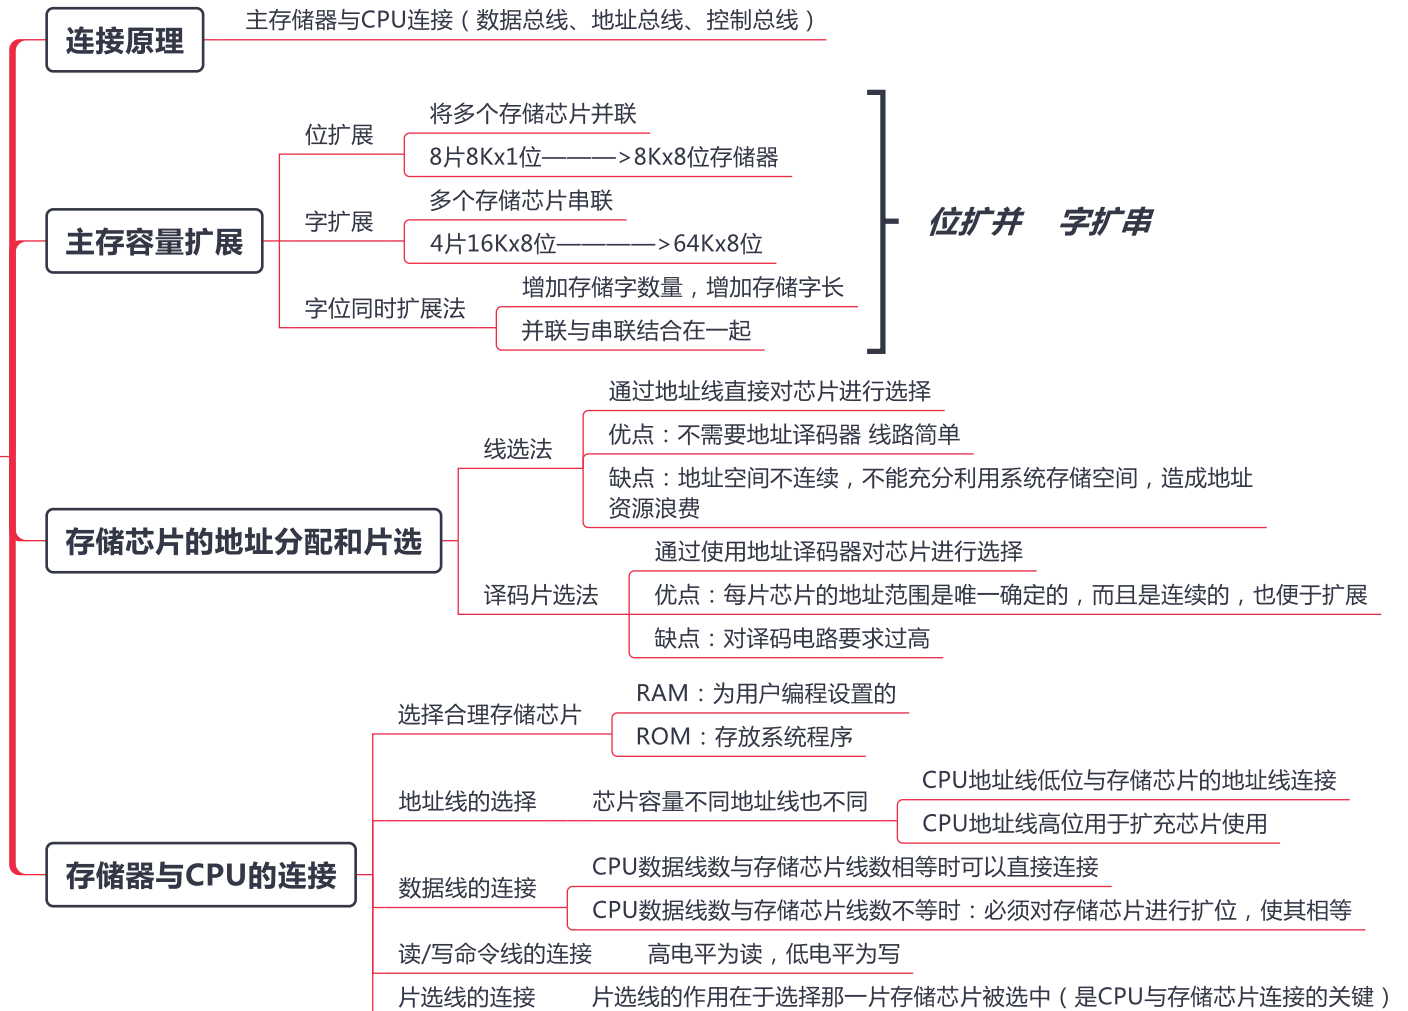 连接原理
主存储器与CPU连接（数据总线、地址总线、控制总线）
主存容量扩展
位扩展
将多个存储芯片并联
8片8Kx1位————>8Kx8位存储器
字扩展
多个存储芯片串联
4片16Kx8位————>64Kx8位
字位同时扩展法
增加存储字数量，增加存储字长
并联与串联结合在一起
位扩并 字扩串
存储芯片的地址分配和片选
线选法
通过地址线直接对芯片进行选择
优点：不需要地址译码器 线路简单
缺点：地址空间不连续，不能充分利用系统存储空间，造成地址
资源浪费
译码片选法
通过使用地址译码器对芯片进行选择
优点：每片芯片的地址范围是唯一确定的，而且是连续的，也便于扩展
缺点：对译码电路要求过高
存储器与CPU的连接
选择合理存储芯片
RAM：为用户编程设置的
ROM：存放系统程序
地址线的选择
芯片容量不同地址线也不同
CPU地址线低位与存储芯片的地址线连接
CPU地址线高位用于扩充芯片使用
数据线的连接
CPU数据线数与存储芯片线数相等时可以直接连接
CPU数据线数与存储芯片线数不等时：必须对存储芯片进行扩位，使其相等
读/写命令线的连接
高电平为读，低电平为写
片选线的连接
片选线的作用在于选择那一片存储芯片被选中（是CPU与存储芯片连接的关键）